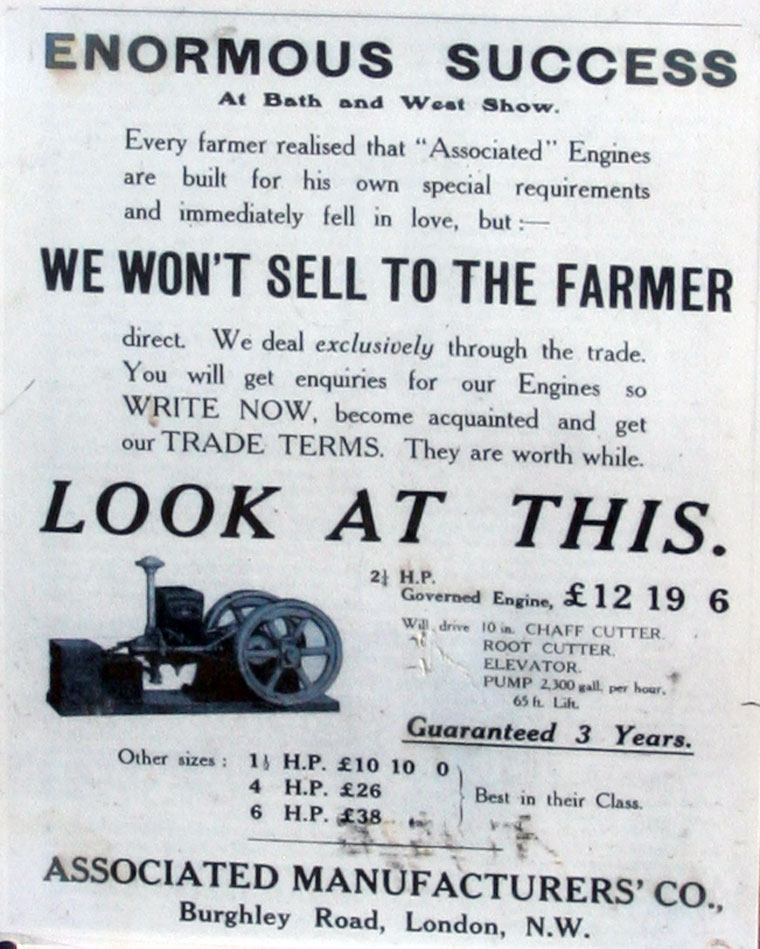 ENORMOUS SUCCESS
At Bath and West Show.
Every farmer realised that "Associated" Engines
are built for his own special requirements
and immediately fell in love, but :—
WE WON'T SELL TO THE FARMER
direct. We deal exclusively through the trade.
You will get enquiries for our Engines so
WRITE NOW, become acquainted and get
our TRADE TERMS. They are worth while.
LOOK AT THIS.
H.P.
Governed Engine, £12 19 6
Will drive 10 in. CHAFF CUTTER.
ROOT CUTTER.
ELEVATOR.
PUMP 2,300 gall. per hour.
65 ft. Lift.
Guaranteed 3 Years.
Other sizes : 1½ H.P. £10 10 0
4 H.P. £26
6 H.P. £38
Best in their Class.
ASSOCIATED MANUFACTURERS' CO.,
Burghley Road, London, N.W.